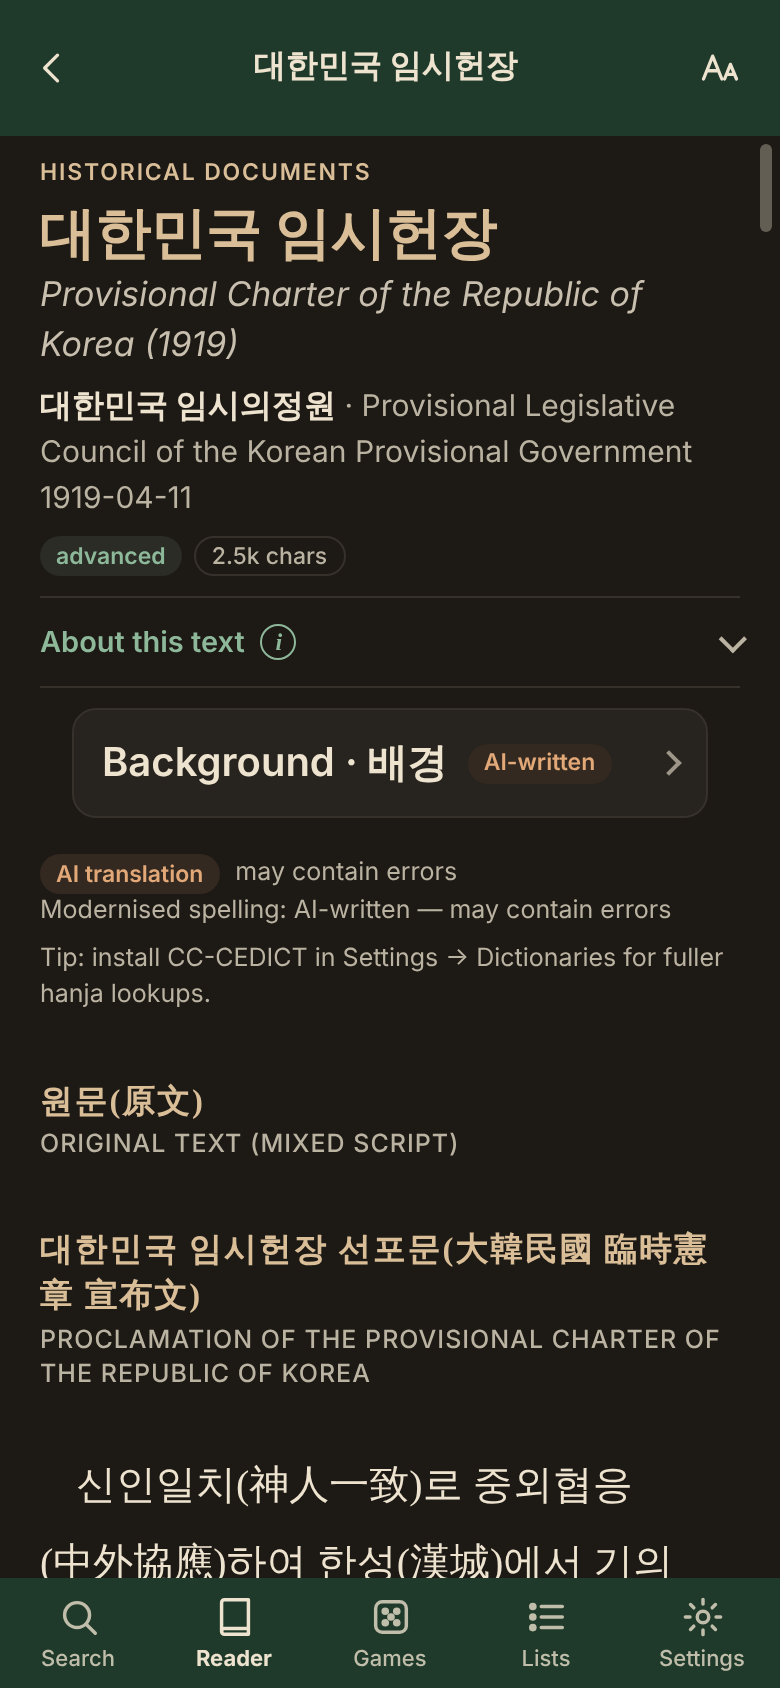 대한민국 임시헌장
AA
HISTORICAL DOCUMENTS
대한민국 임시헌장
Provisional Charter of the Republic of
Korea (1919)
대한민국 임시의정원 · Provisional Legislative
Council of the Korean Provisional Government
1919-04-11
advanced 2.5k chars
About this text i
Background · 배경 AI-written
AI translation may contain errors
Modernised spelling: AI-written — may contain errors
Tip: install CC-CEDICT in Settings → Dictionaries for fuller
hanja lookups.
원문(原文)
ORIGINAL TEXT (MIXED SCRIPT)
대한민국 임시헌장 선포문(大韓民國 臨時憲
章 宣布文)
PROCLAMATION OF THE PROVISIONAL CHARTER OF
THE REPUBLIC OF KOREA
신인일치(神人一致)로 중외협응
(中外協應)하여 한성(漢城)에서 기의
Search Reader Games Lists Settings